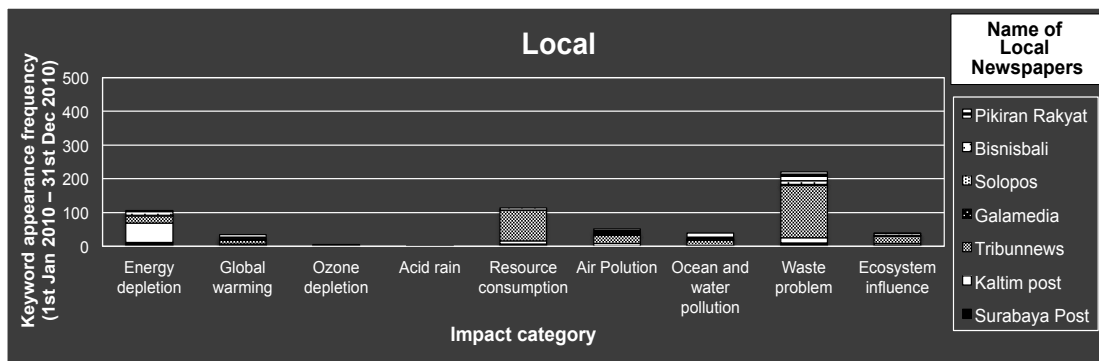 Local
Name of
Local
Newspapers
Keyword appearance frequency
(1st Jan 2010 – 31st Dec 2010)
500
400
300
200
100
0
Energy
depletion
Global
warming
Ozone
depletion
Acid rain
Resource
consumption
Air Polution
Ocean and
water
pollution
Waste
problem
Ecosystem
influence
Impact category
Pikiran Rakyat
Bisnisbali
Solopos
Galamedia
Tribunnews
Kaltim post
Surabaya Post